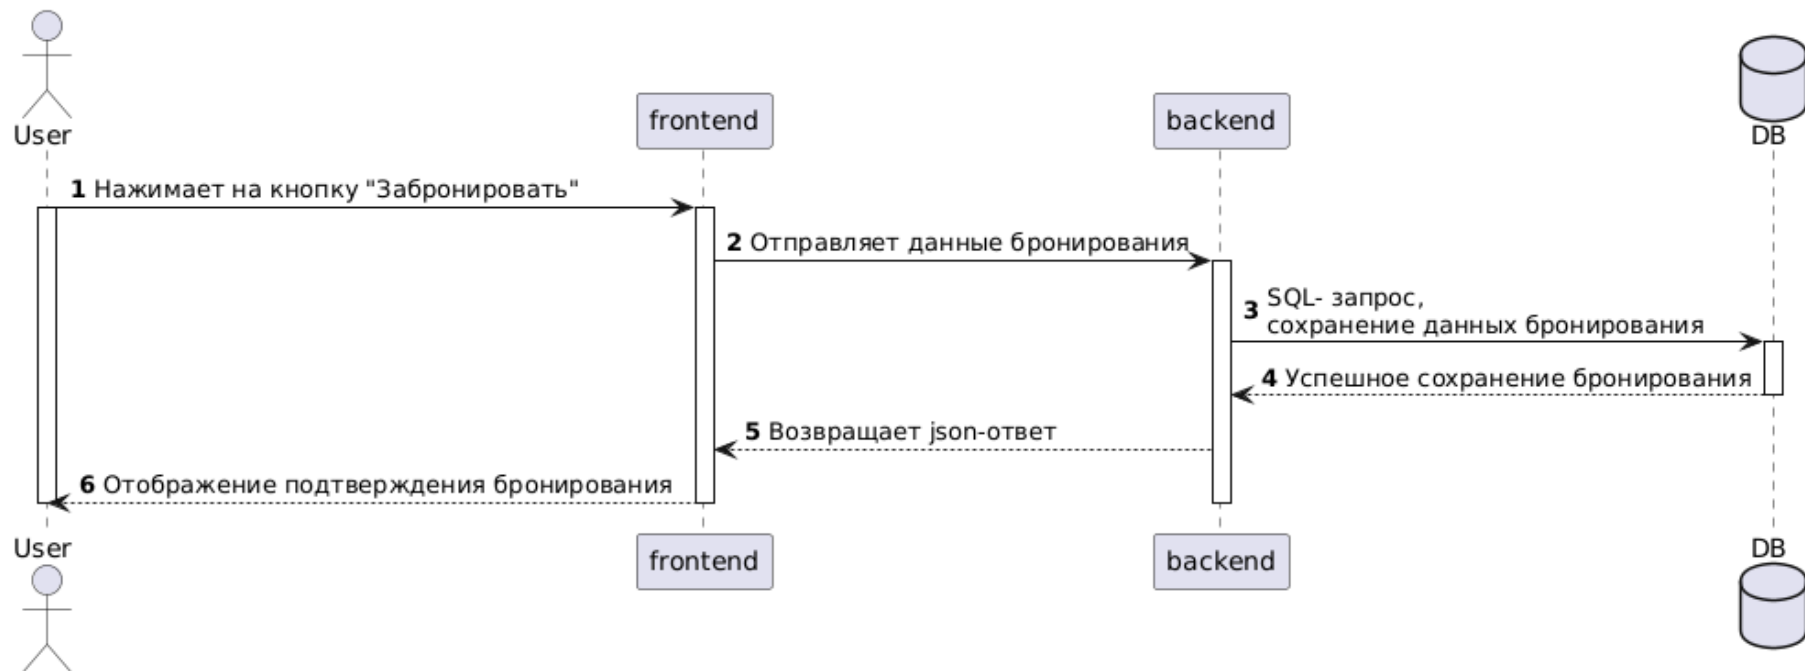 User
frontend
backend
DB
1 Нажимает на кнопку "Забронировать"
2 Отправляет данные бронирования
3 SQL- запрос,
сохранение данных бронирования
4 Успешное сохранение бронирования
5 Возвращает json-ответ
6 Отображение подтверждения бронирования
User
frontend
backend
DB